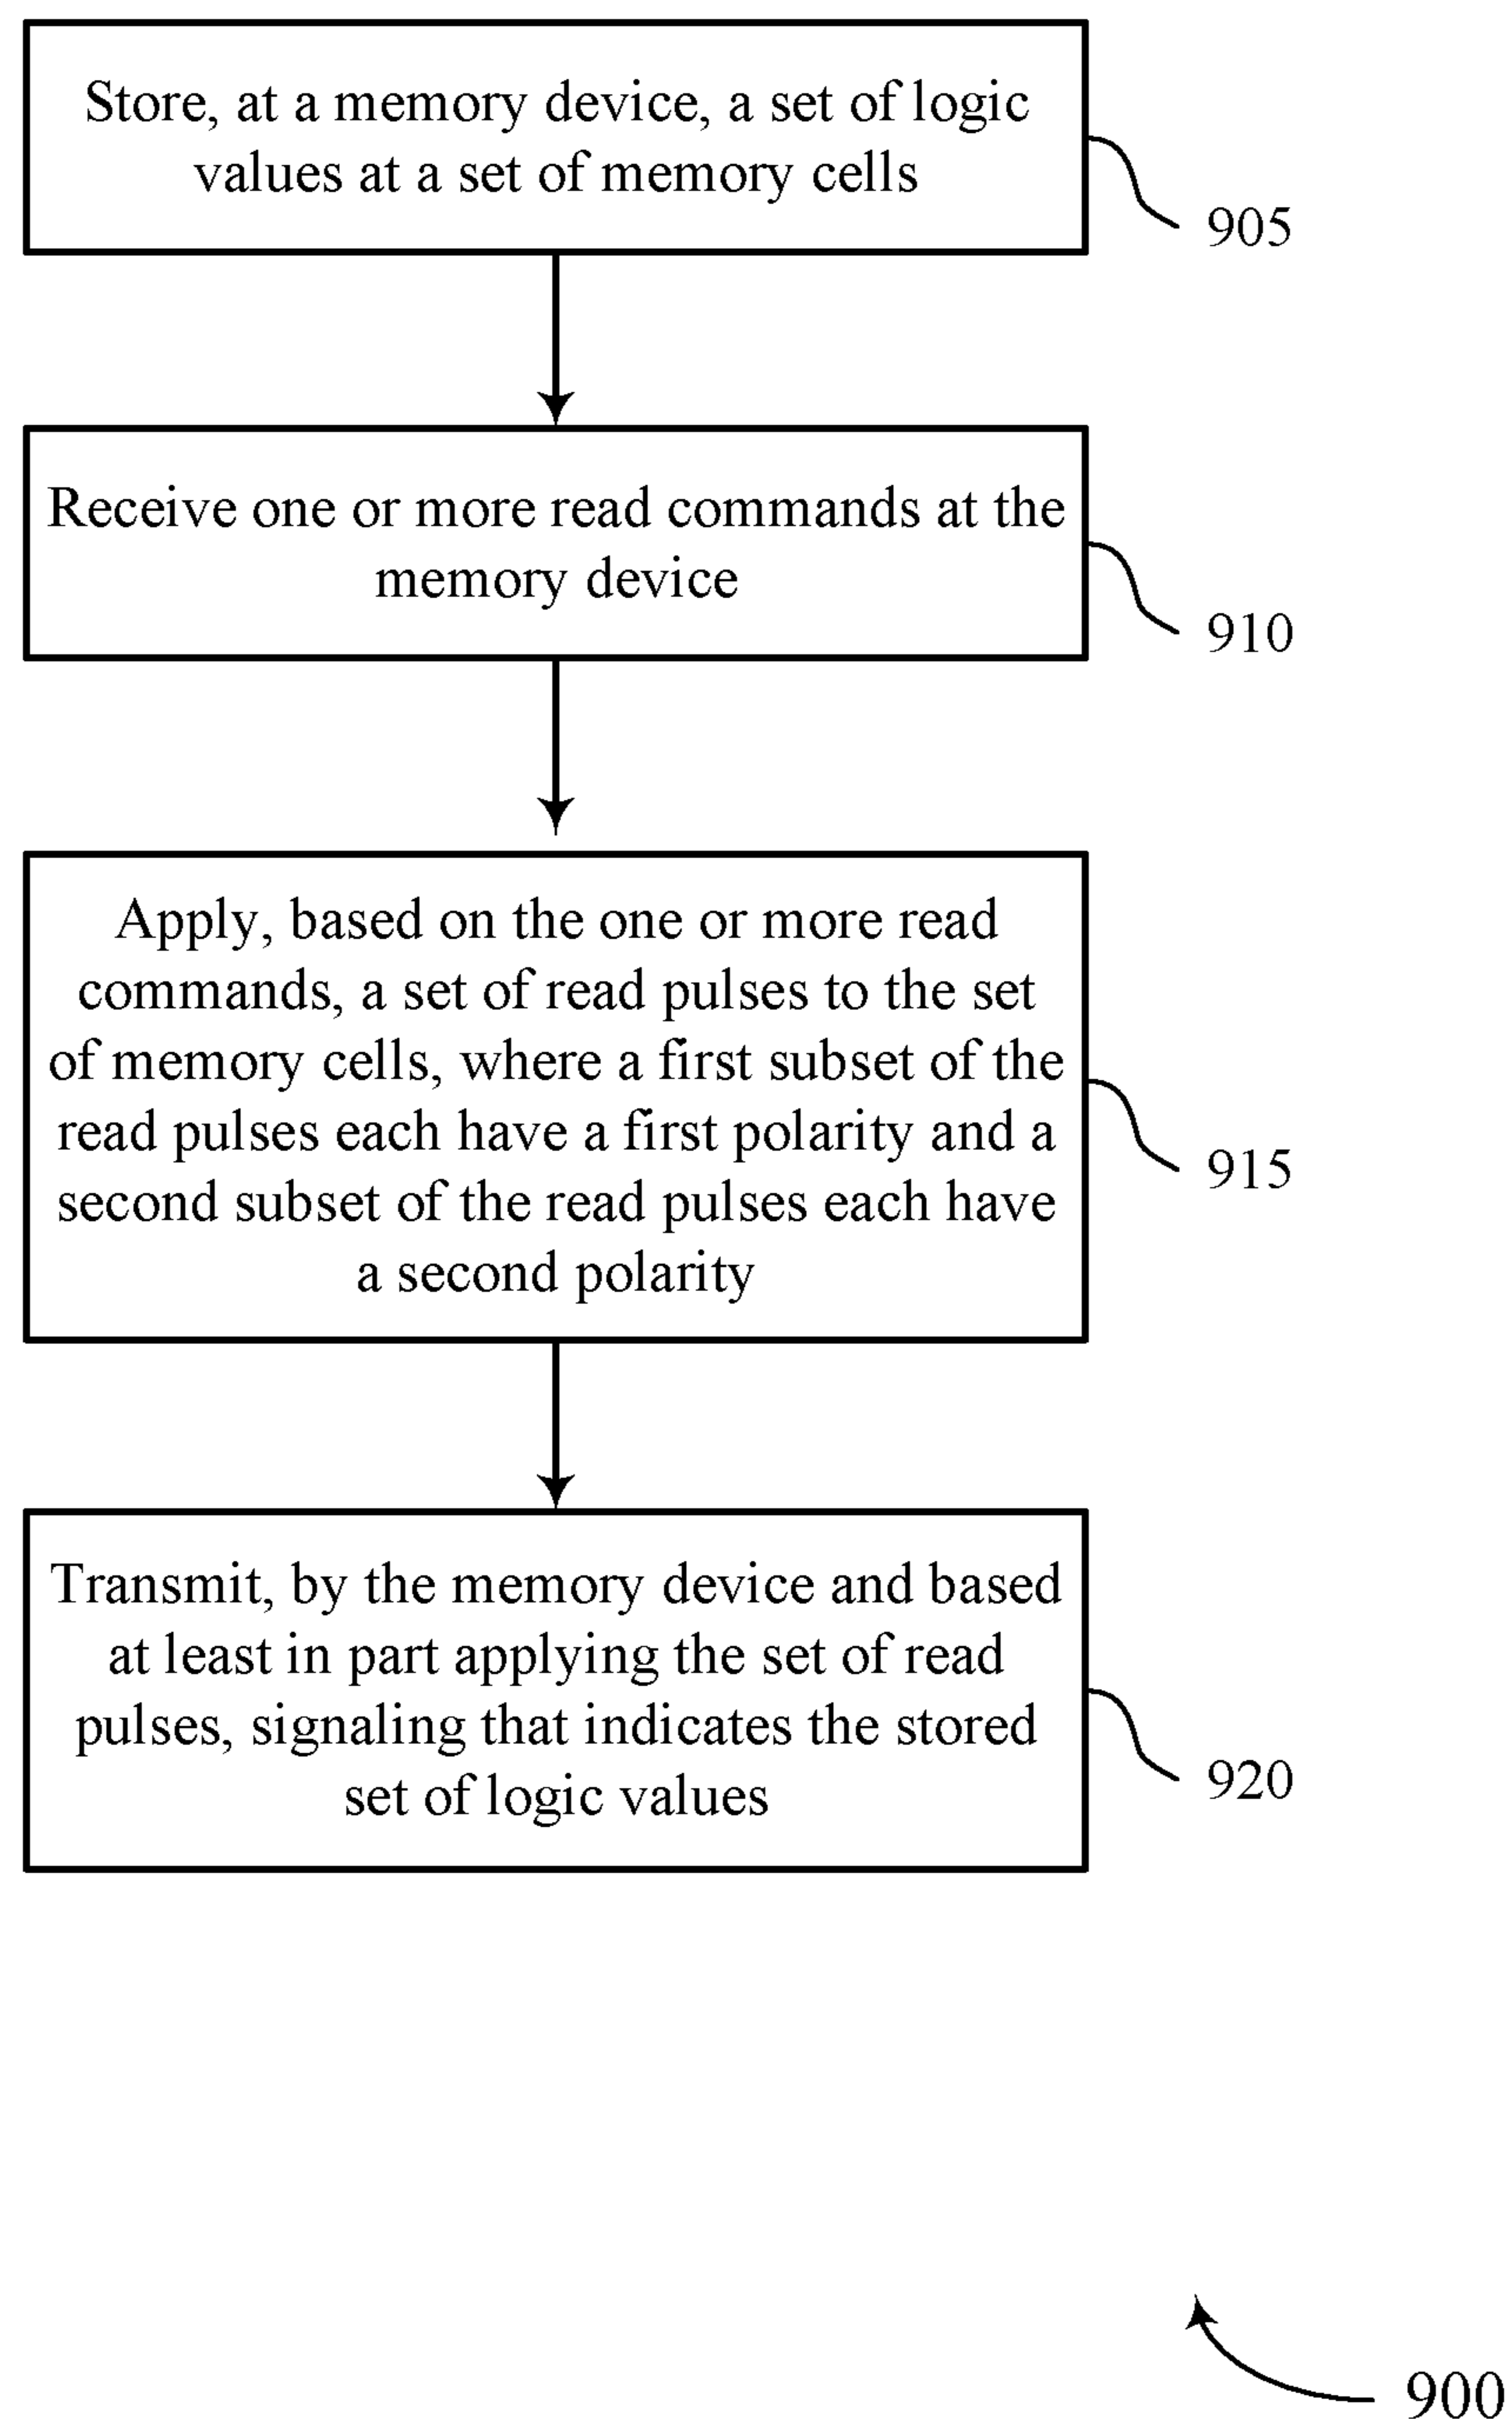 Store, at a memory device, a set of logic
values at a set of memory cells
905
Receive one or more read commands at the
memory device
910
Apply, based on the one or more read
commands, a set of read pulses to the set
of memory cells, where a first subset of the
read pulses each have a first polarity and a
second subset of the read pulses each have
a second polarity
915
Transmit, by the memory device and based
at least in part applying the set of read
pulses, signaling that indicates the stored
set of logic values
920
900